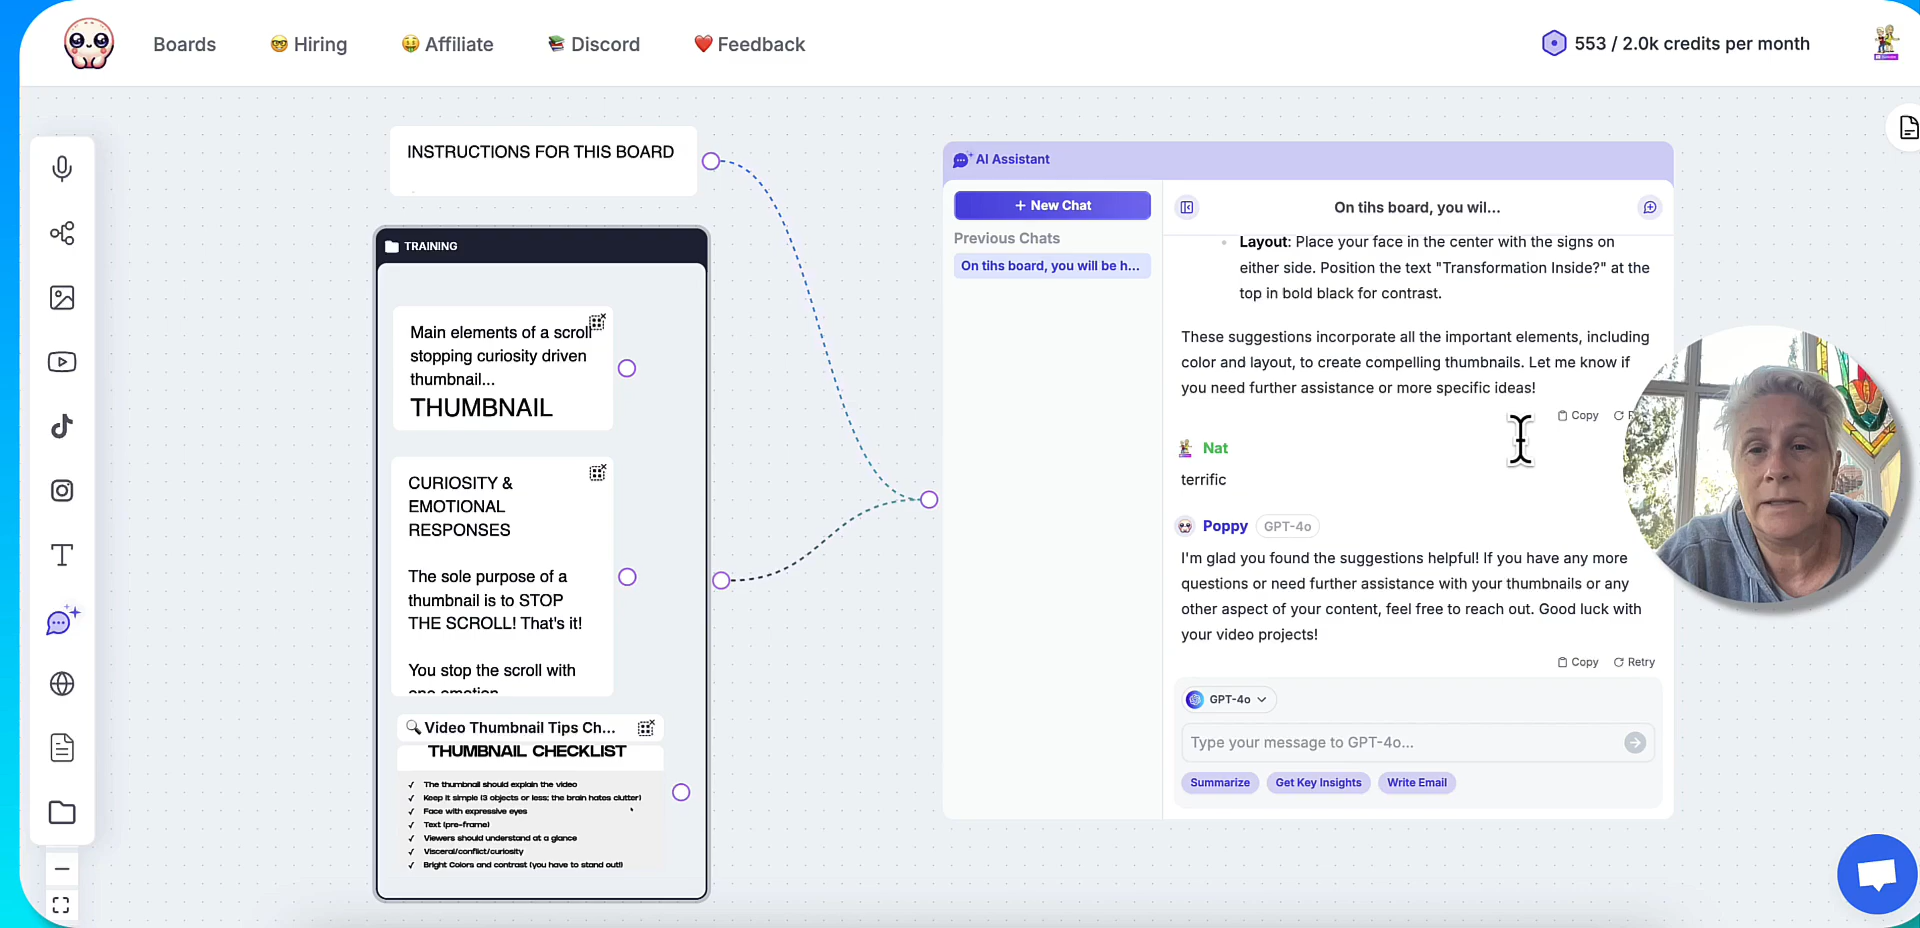 Boards
🤓 Hiring
🤑 Affiliate
📚 Discord
❤️ Feedback
553 / 2.0k credits per month
INSTRUCTIONS FOR THIS BOARD
TRAINING
Main elements of a scroll
stopping curiosity driven
thumbnail...
THUMBNAIL
CURIOSITY &
EMOTIONAL
RESPONSES
The sole purpose of a
thumbnail is to STOP
THE SCROLL! That's it!
You stop the scroll with
one emotion
🔍 Video Thumbnail Tips Ch...
THUMBNAIL CHECKLIST
✓ The thumbnail should explain the video
✓ Keep it simple (3 objects or less; the brain hates clutter)
✓ Face with expressive eyes
✓ Text (pre-frame)
✓ Viewers should understand at a glance
✓ Visceral/conflict/curiosity
✓ Bright Colors and contrast (you have to stand out!)
AI Assistant
+ New Chat
Previous Chats
On tihs board, you will be h...
On tihs board, you wil...
Layout: Place your face in the center with the signs on
either side. Position the text "Transformation Inside?" at the
top in bold black for contrast.
These suggestions incorporate all the important elements, including
color and layout, to create compelling thumbnails. Let me know if
you need further assistance or more specific ideas!
Copy
Nat
terrific
Poppy GPT-4o
I'm glad you found the suggestions helpful! If you have any more
questions or need further assistance with your thumbnails or any
other aspect of your content, feel free to reach out. Good luck with
your video projects!
Copy Retry
GPT-4o
Type your message to GPT-4o...
Summarize Get Key Insights Write Email